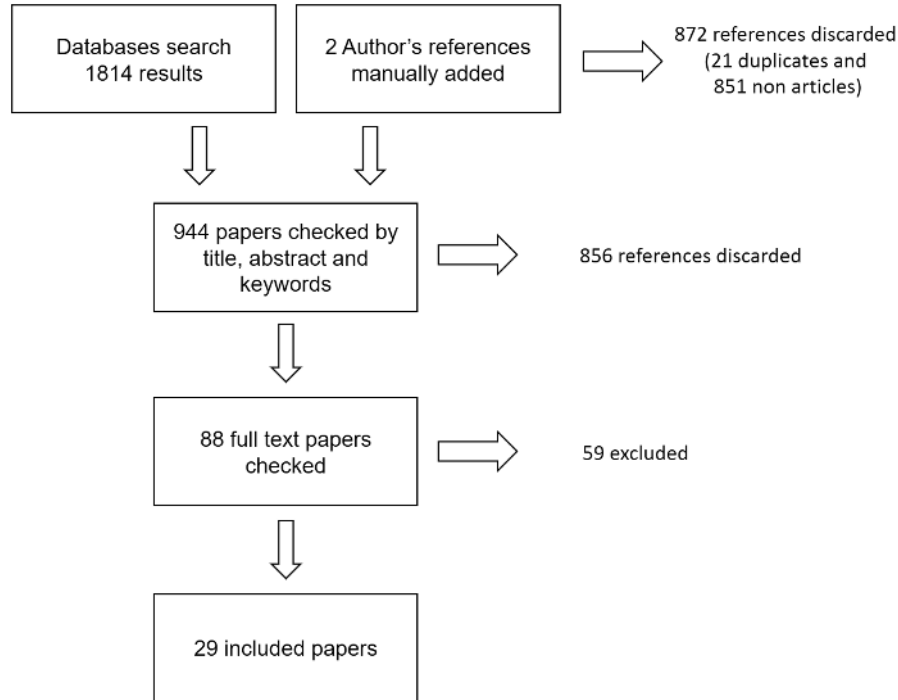 Databases search
1814 results
2 Author's references
manually added
872 references discarded
(21 duplicates and
851 non articles)
944 papers checked by
title, abstract and
keywords
856 references discarded
88 full text papers
checked
59 excluded
29 included papers